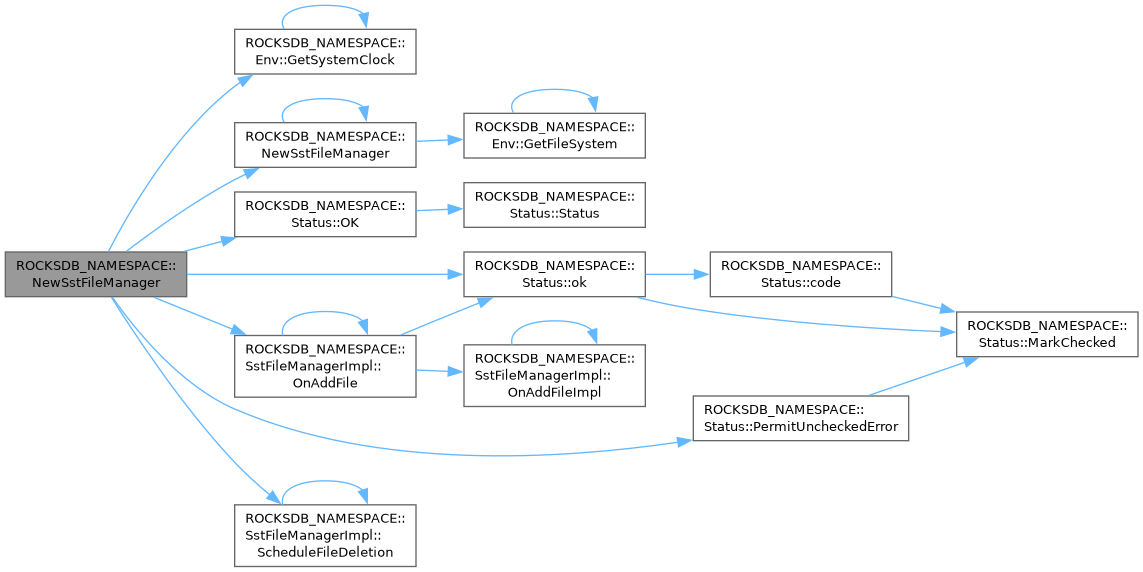 ROCKSDB_NAMESPACE::
Env::GetSystemClock
ROCKSDB_NAMESPACE::
NewSstFileManager
ROCKSDB_NAMESPACE::
Env::GetFileSystem
ROCKSDB_NAMESPACE::
Status::OK
ROCKSDB_NAMESPACE::
Status::Status
ROCKSDB_NAMESPACE::
NewSstFileManager
ROCKSDB_NAMESPACE::
Status::ok
ROCKSDB_NAMESPACE::
Status::code
ROCKSDB_NAMESPACE::
Status::MarkChecked
ROCKSDB_NAMESPACE::
SstFileManagerImpl::
OnAddFile
ROCKSDB_NAMESPACE::
SstFileManagerImpl::
OnAddFileImpl
ROCKSDB_NAMESPACE::
Status::PermitUncheckedError
ROCKSDB_NAMESPACE::
SstFileManagerImpl::
ScheduleFileDeletion